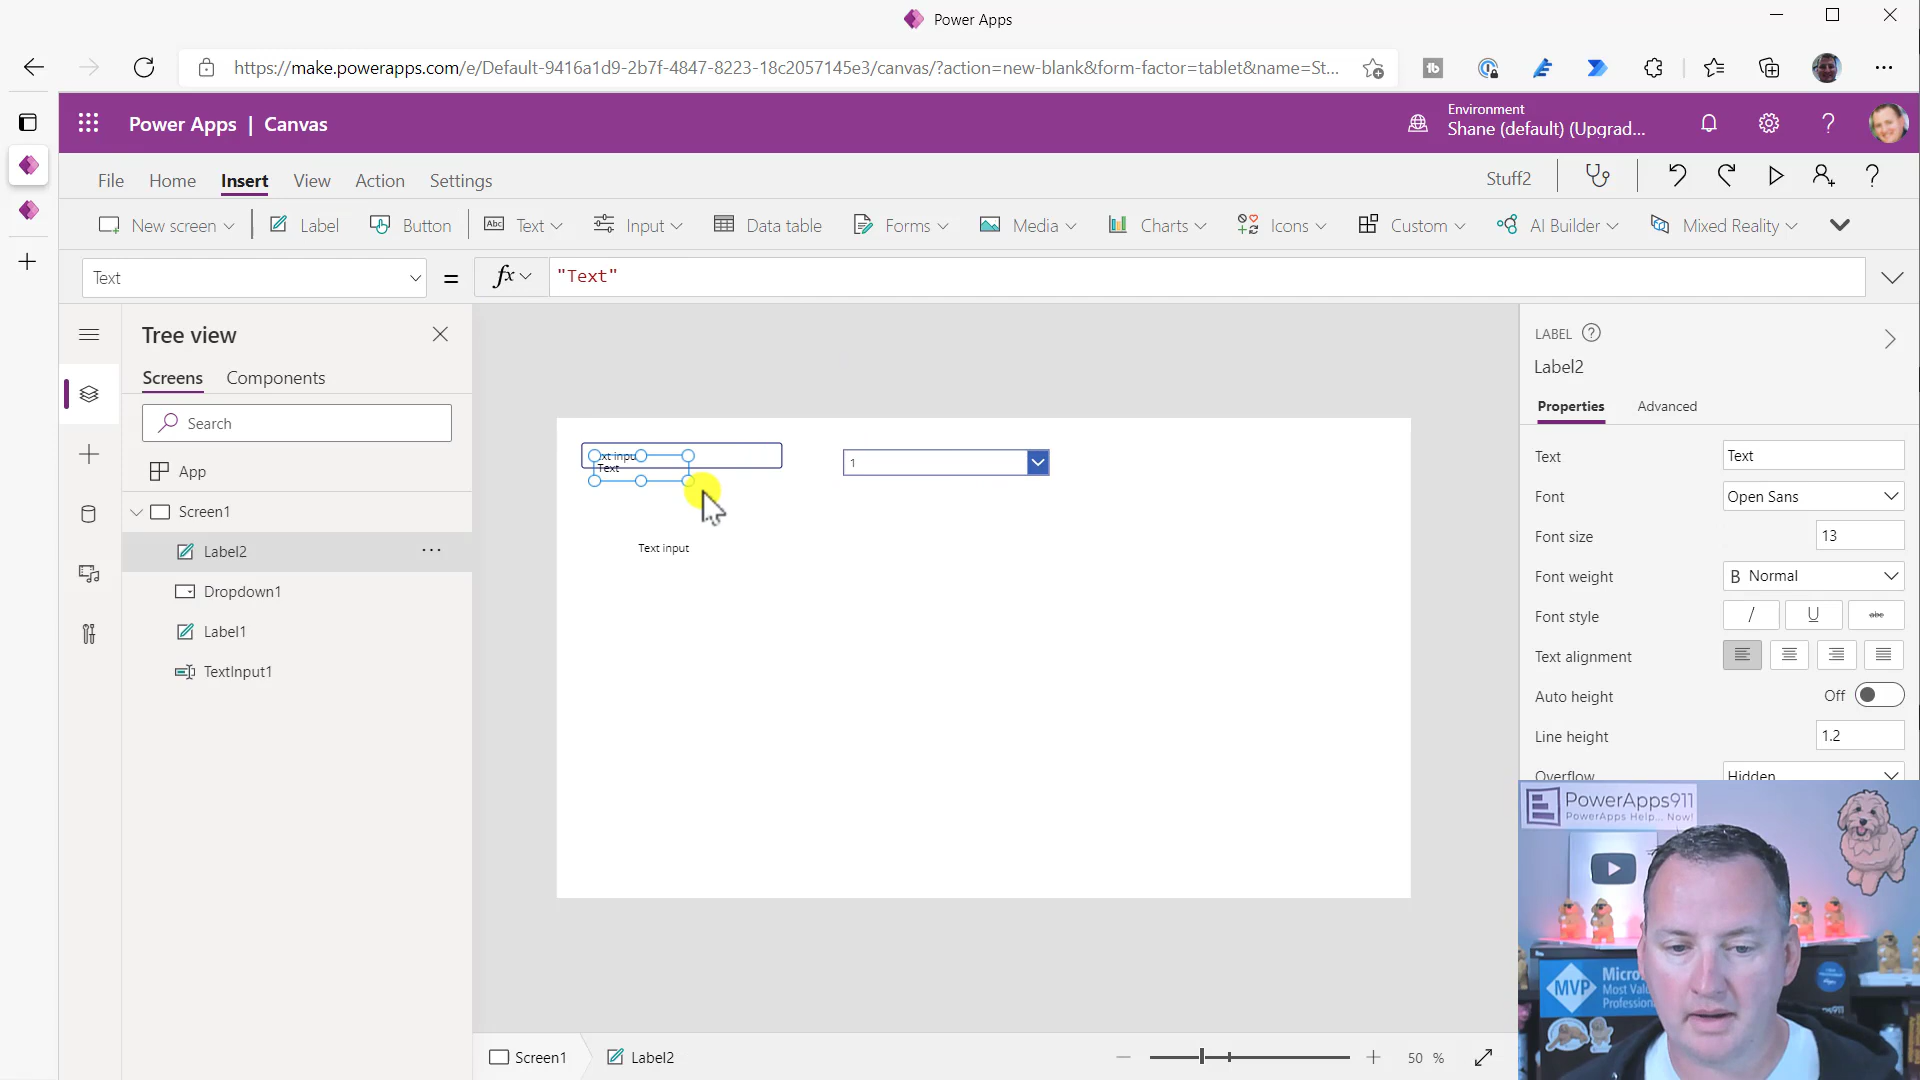 Power Apps
https://make.powerapps.com/e/Default-9416a1d9-2b7f-4847-8223-18c2057145e3/canvas/?action=new-blank&form-factor=tablet&name=St...
Power Apps | Canvas
Environment
Shane (default) (Upgrad...
File Home Insert View Action Settings
Stuff2
New screen Label Button Text Input Data table Forms Media Charts Icons Custom AI Builder Mixed Reality
Text = fx "Text"
Tree view
Screens Components
Search
App
Screen1
Label2
Dropdown1
Label1
TextInput1
Text
1
Text input
LABEL
Label2
Properties Advanced
Text Text
Font Open Sans
Font size 13
Font weight B Normal
Font style / U abc
Text alignment
Auto height Off
Line height 1.2
Overflow Hidden
PowerApps911
PowerApps Help... Now!
MVP
Most
Professional
Screen1 Label2
50 %